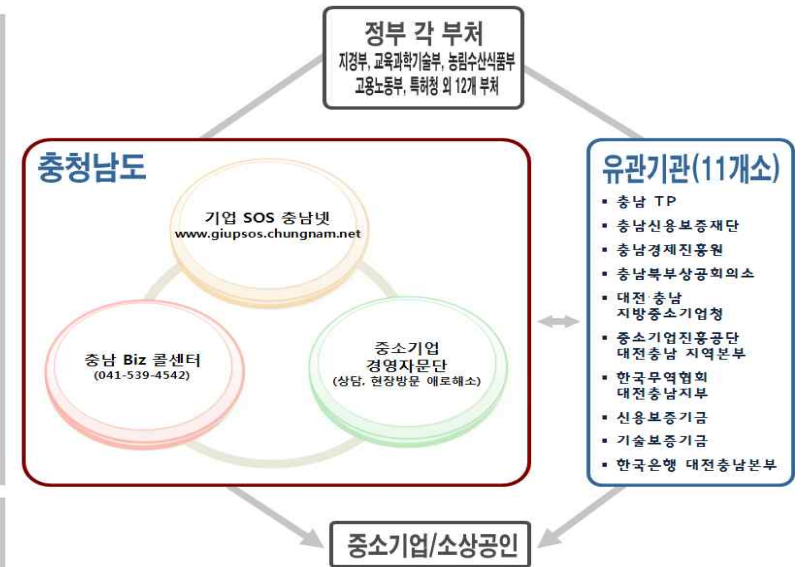 정부 각 부처
지경부, 교육과학기술부, 농림수산식품부
고용노동부, 특허청 외 12개 부처
충청남도
기업 SOS 충남넷
www.giupsos.chungnam.net
충남 Biz 콜센터
(041-539-4542)
중소기업
경영자문단
(상담, 현장방문 애로해소)
유관기관(11개소)
▪ 충남 TP
▪ 충남신용보증재단
▪ 충남경제진흥원
▪ 충남북부상공회의소
▪ 대전 충남
지방중소기업청
▪ 중소기업진흥공단
대전충남 지역본부
▪ 한국무역협회
대전충남지부
▪ 신용보증기금
▪ 기술보증기금
▪ 한국은행 대전충남본부
중소기업/소상공인